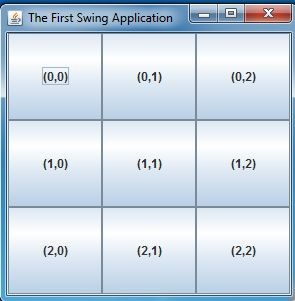 The First Swing Application
(0,0) (0,1) (0,2)
(1,0) (1,1) (1,2)
(2,0) (2,1) (2,2)